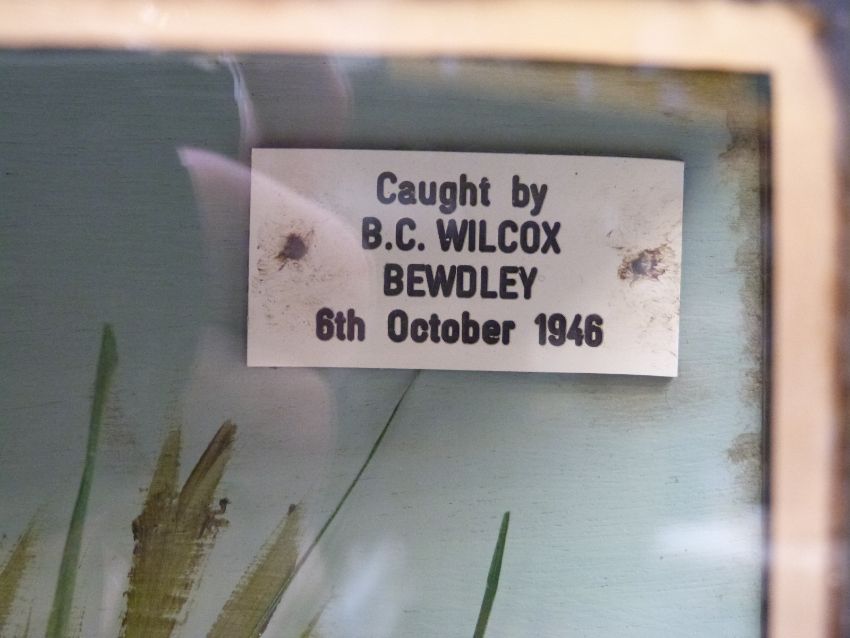 Caught by
B.C. WILCOX
BEWDLEY
6th October 1946